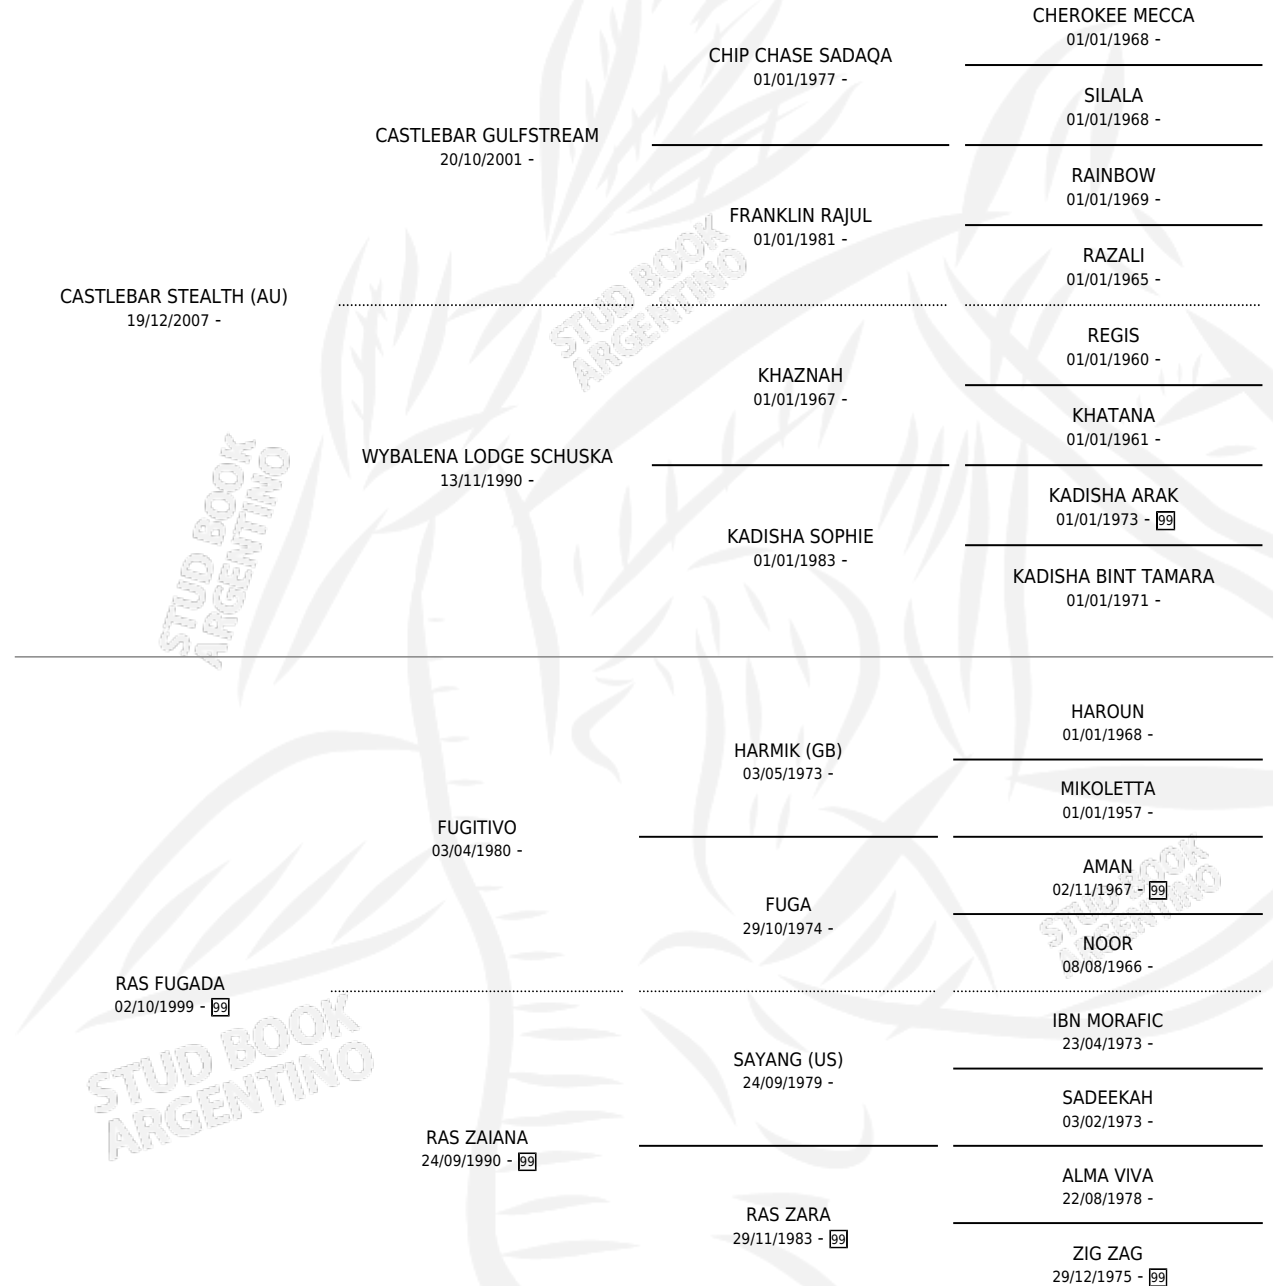 CHEROKEE MECCA
01/01/1968 -
CHIP CHASE SADAQA
01/01/1977 -
SILALA
01/01/1968 -
CASTLEBAR GULFSTREAM
20/10/2001 -
RAINBOW
01/01/1969 -
FRANKLIN RAJUL
01/01/1981 -
RAZALI
01/01/1965 -
CASTLEBAR STEALTH (AU)
19/12/2007 -
REGIS
01/01/1960 -
KHAZNAH
01/01/1967 -
KHATANA
01/01/1961 -
WYBALENA LODGE SCHUSKA
13/11/1990 -
KADISHA ARAK
01/01/1973 - 99
KADISHA SOPHIE
01/01/1983 -
KADISHA BINT TAMARA
01/01/1971 -
STUD BOOK
ARGENTINO
STUD BOOK
ARGENTINO
HAROUN
01/01/1968 -
HARMIK (GB)
03/05/1973 -
MIKOLETTA
01/01/1957 -
FUGITIVO
03/04/1980 -
AMAN
02/11/1967 - 99
FUGA
29/10/1974 -
NOOR
08/08/1966 -
RAS FUGADA
02/10/1999 - 99
IBN MORAFIC
23/04/1973 -
SAYANG (US)
24/09/1979 -
SADEEKAH
03/02/1973 -
RAS ZAIANA
24/09/1990 - 99
ALMA VIVA
22/08/1978 -
RAS ZARA
29/11/1983 - 99
ZIG ZAG
29/12/1975 - 99
STUD BOOK
ARGENTINO
STUD BOOK
ARGENTINO